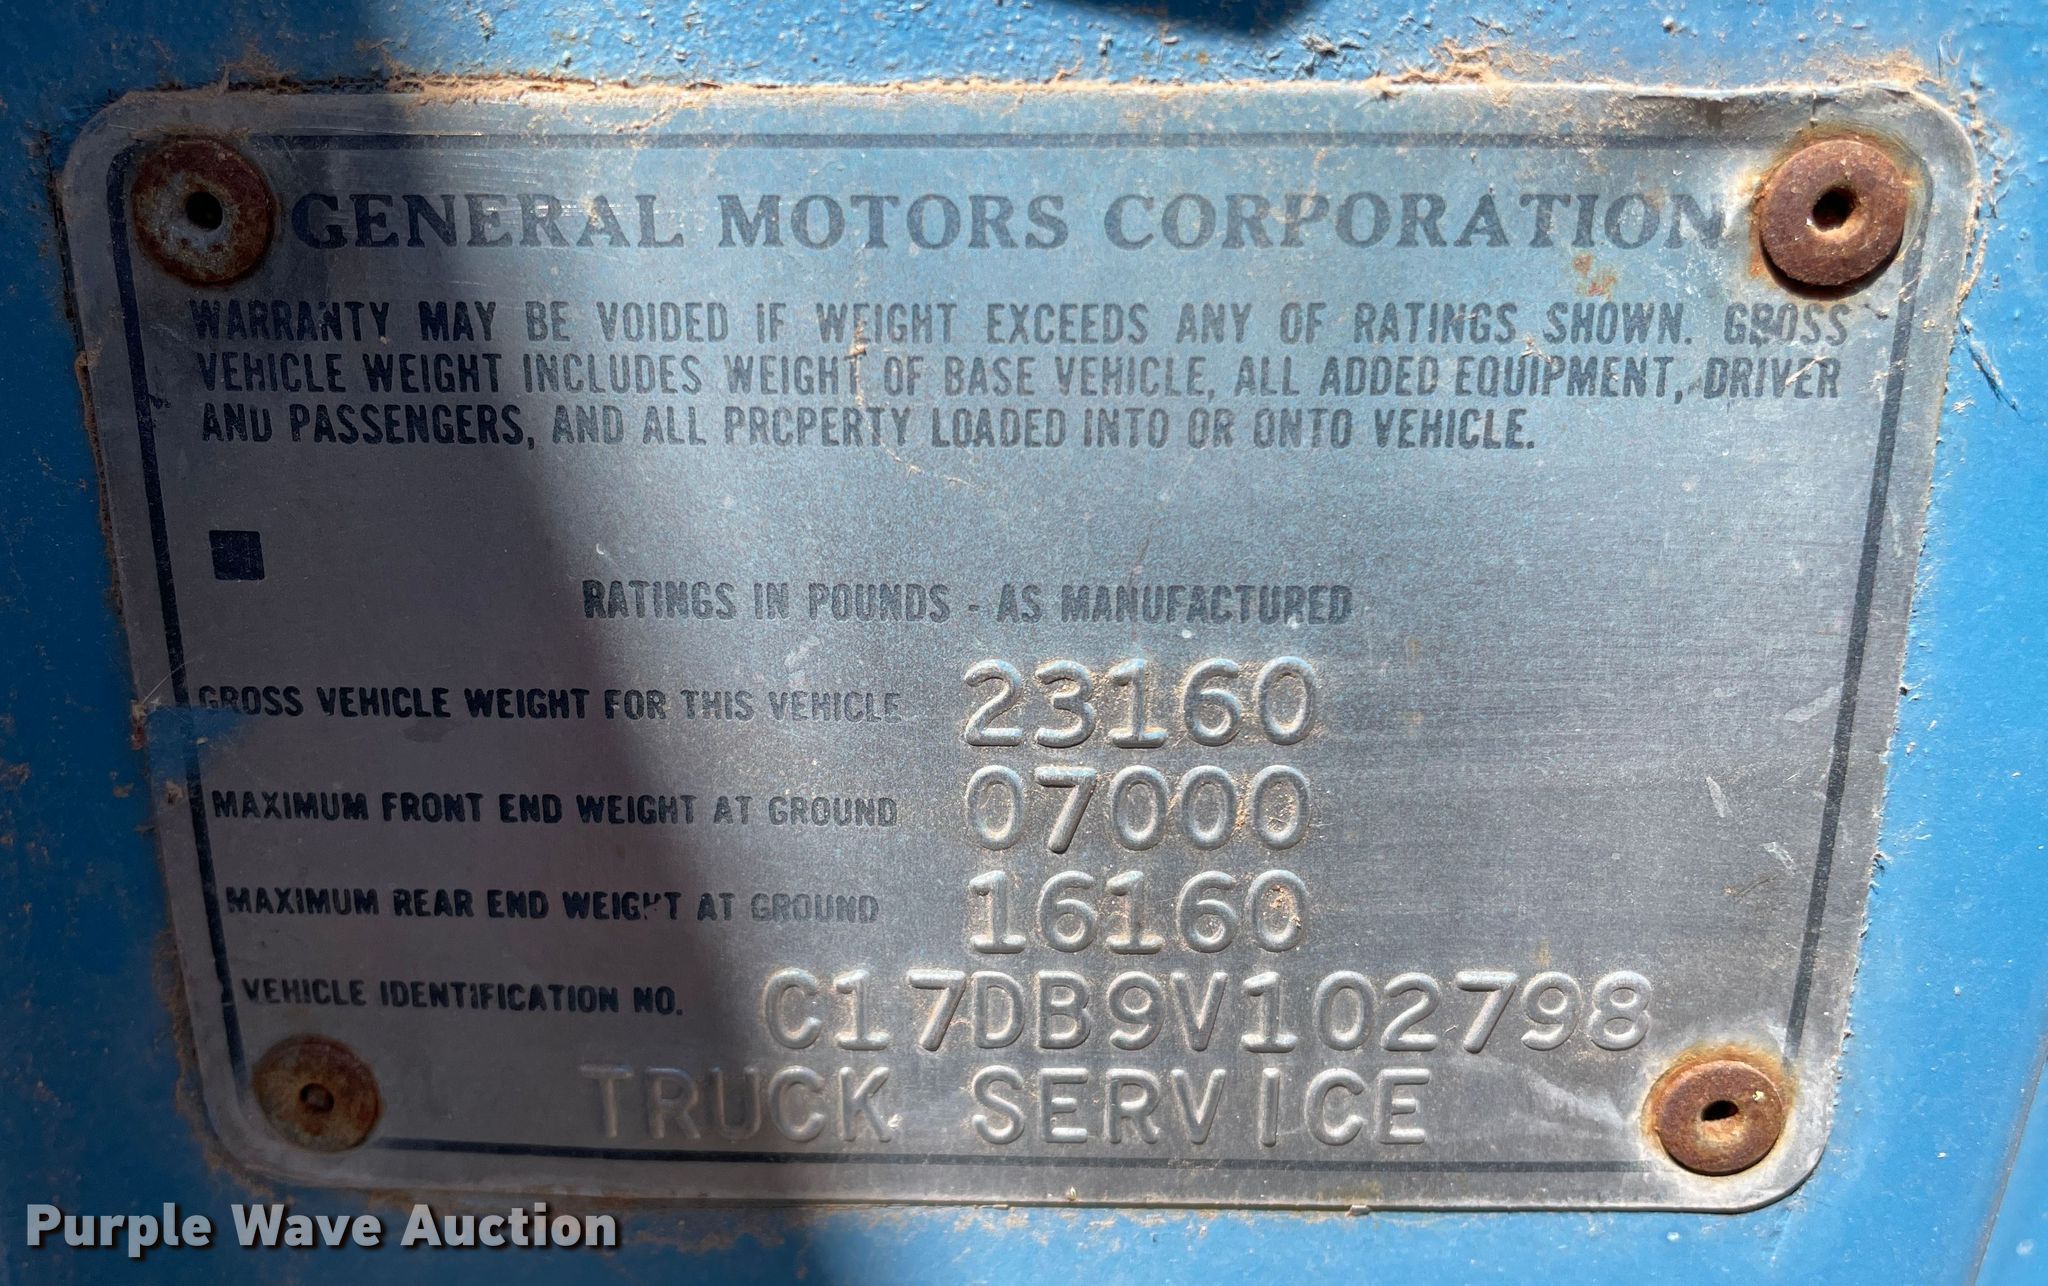 GENERAL MOTORS CORPORATION
WARRANTY MAY BE VOIDED IF WEIGHT EXCEEDS ANY OF RATINGS SHOWN. GROSS
VEHICLE WEIGHT INCLUDES WEIGHT OF BASE VEHICLE, ALL ADDED EQUIPMENT, DRIVER
AND PASSENGERS, AND ALL PROPERTY LOADED INTO OR ONTO VEHICLE.
RATINGS IN POUNDS - AS MANUFACTURED
GROSS VEHICLE WEIGHT FOR THIS VEHICLE 23160
MAXIMUM FRONT END WEIGHT AT GROUND 07000
MAXIMUM REAR END WEIGHT AT GROUND 16160
VEHICLE IDENTIFICATION NO. C17DB9V102798
TRUCK SERVICE
Purple Wave Auction